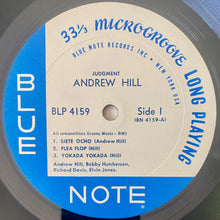 33⅓ MICROGROOVE LONG PLAYING
BLUE NOTE RECORDS INC • NEW YORK USA
JUDGMENT
ANDREW HILL
BLP 4159
Side 1
(BN 4159-A)
All compositions Groove Music - BMI
1. SIETE OCHO (Andrew Hill)
2. FLEA FLOP (Hill)
3. YOKADA YOKADA (Hill)
Andrew Hill, Bobby Hutcherson,
Richard Davis, Elvin Jones.
BLUE
NOTE